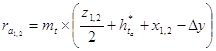 r_{a_{1,2}} = m_t × ( z_{1,2} / 2 + h^*_{t_a} + x_{1,2} − Δy )